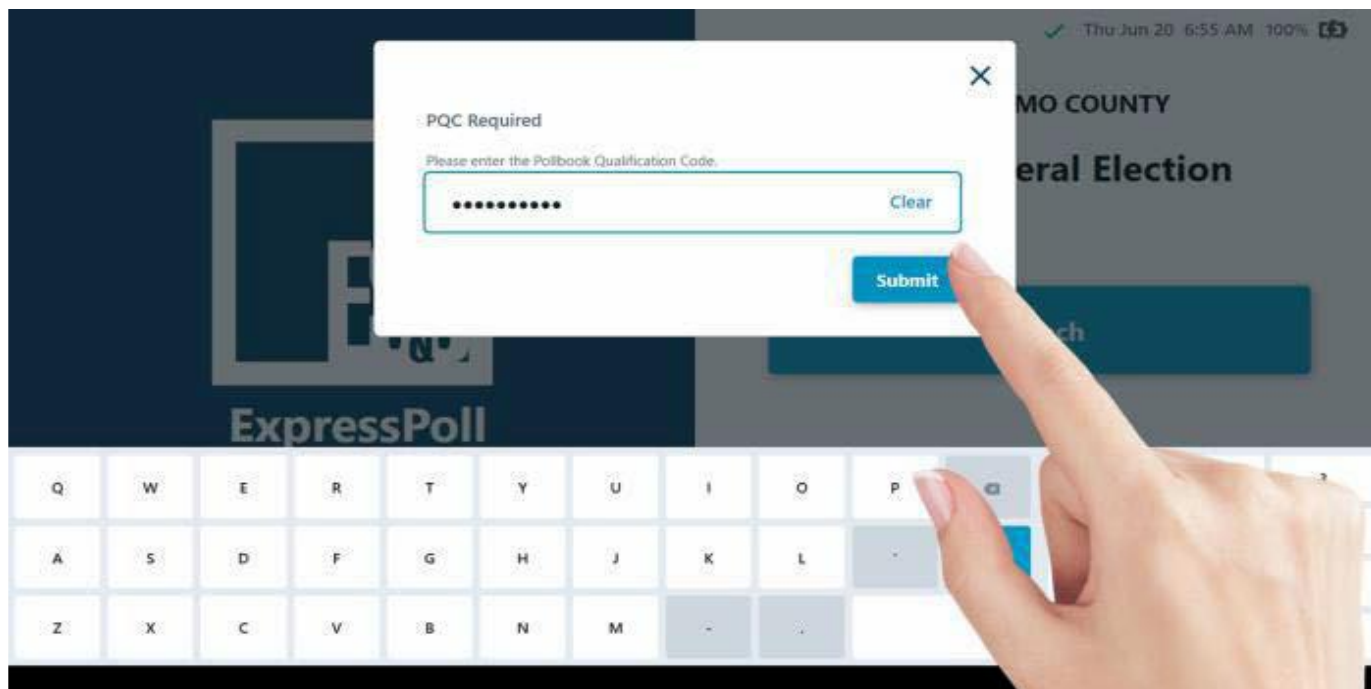 Thu Jun 20 6:55 AM 100%
MO COUNTY
eral Election
PQC Required
Please enter the Pollbook Qualification Code.
••••••••••
Clear
Submit
ch
&
ExpressPoll
Q W E R T Y U I O P ?
A S D F G H J K L '
Z X C V B N M - .